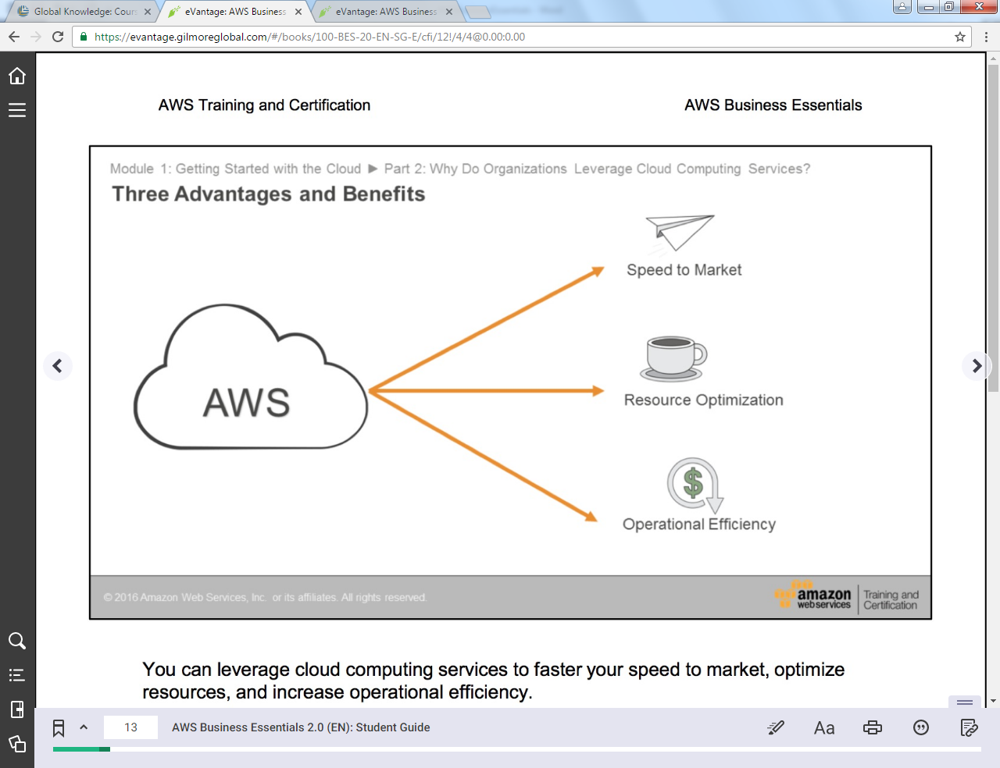 Global Knowledge: Cour
eVantage: AWS Business
eVantage: AWS Business
https://evantage.gilmoreglobal.com/#/books/100-BES-20-EN-SG-E/cfi/12!/4/4@0.00:0.00
AWS Training and Certification
AWS Business Essentials
Module 1: Getting Started with the Cloud ► Part 2: Why Do Organizations Leverage Cloud Computing Services?
Three Advantages and Benefits
Speed to Market
AWS
Resource Optimization
$
Operational Efficiency
© 2016 Amazon Web Services, Inc. or its affiliates. All rights reserved.
amazon
webservices
Training and
Certification
You can leverage cloud computing services to faster your speed to market, optimize
resources, and increase operational efficiency.
13
AWS Business Essentials 2.0 (EN): Student Guide
Aa